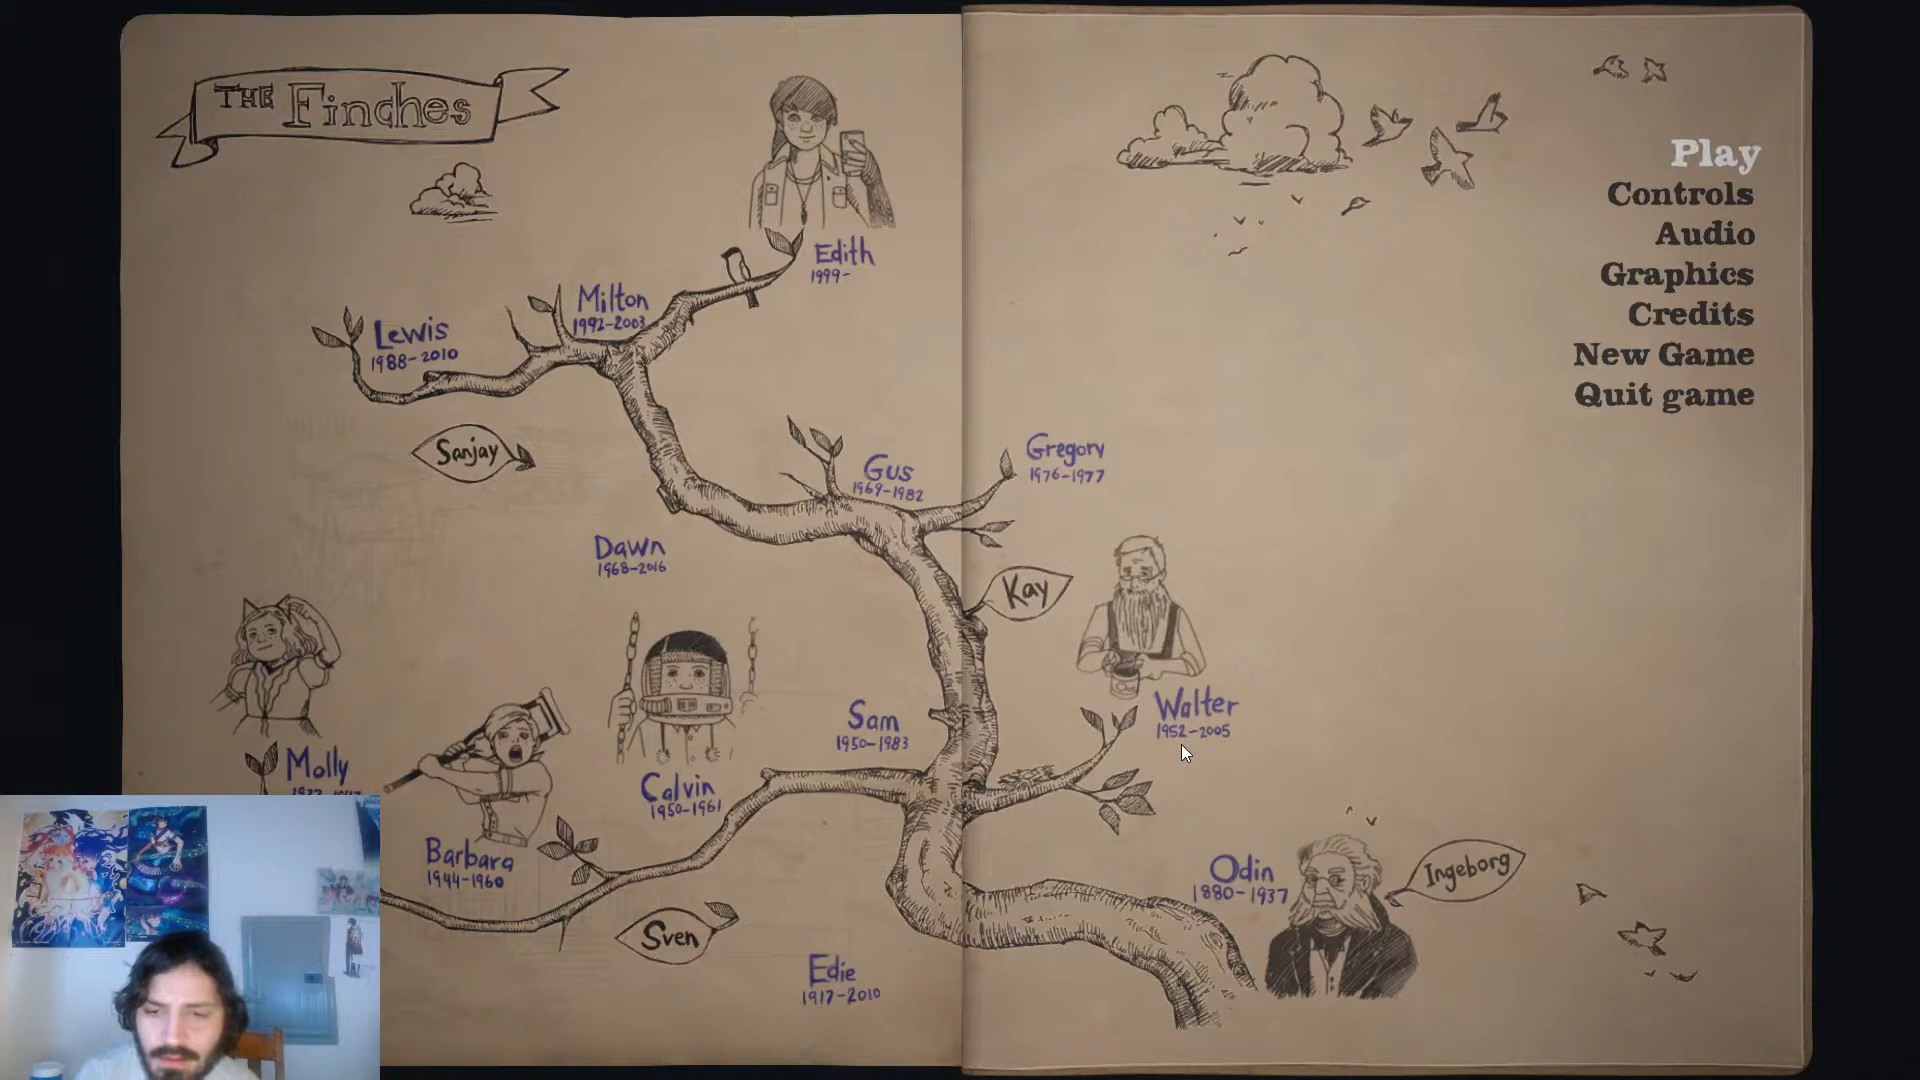 THE Finches
Edith
1999-
Milton
1992-2003
Lewis
1988-2010
Sanjay
Gus
1969-1982
Gregory
1976-1977
Dawn
1968-2016
Kay
Walter
1952-2005
Sam
1950-1983
Calvin
1950-1961
Molly
Barbara
1944-1960
Sven
Edie
1917-2010
Odin
1880-1937
Ingeborg
Play
Controls
Audio
Graphics
Credits
New Game
Quit game